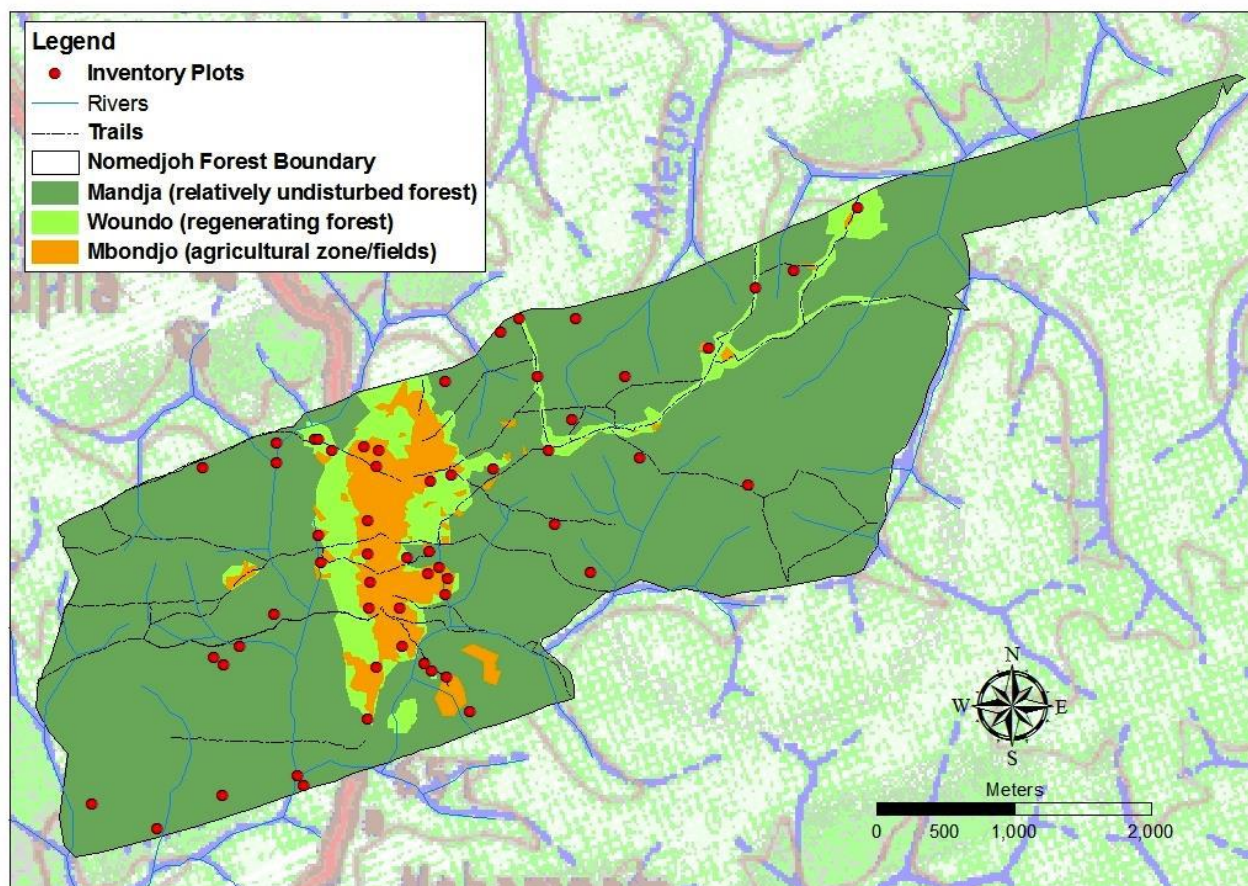 Legend
Inventory Plots
Rivers
Trails
Nomedjoh Forest Boundary
Mandja (relatively undisturbed forest)
Woundo (regenerating forest)
Mbondjo (agricultural zone/fields)
N
W E
S
Meters
0 500 1,000 2,000